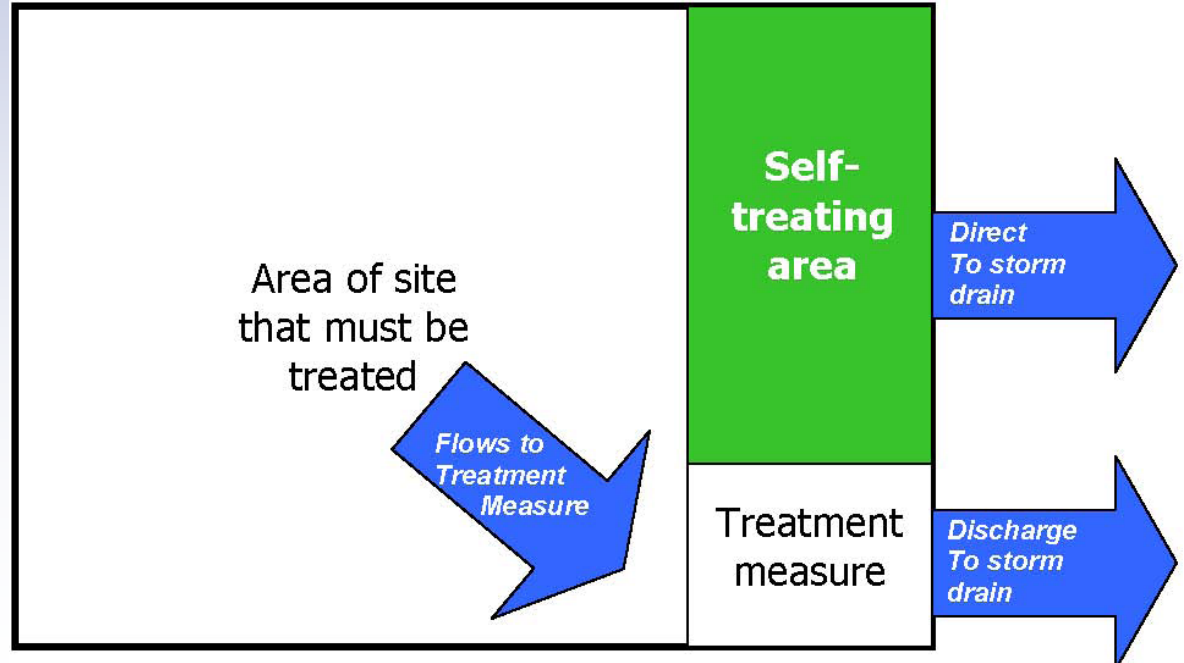 Area of site
that must be
treated
Flows to
Treatment
Measure
Self-
treating
area
Direct
To storm
drain
Treatment
measure
Discharge
To storm
drain